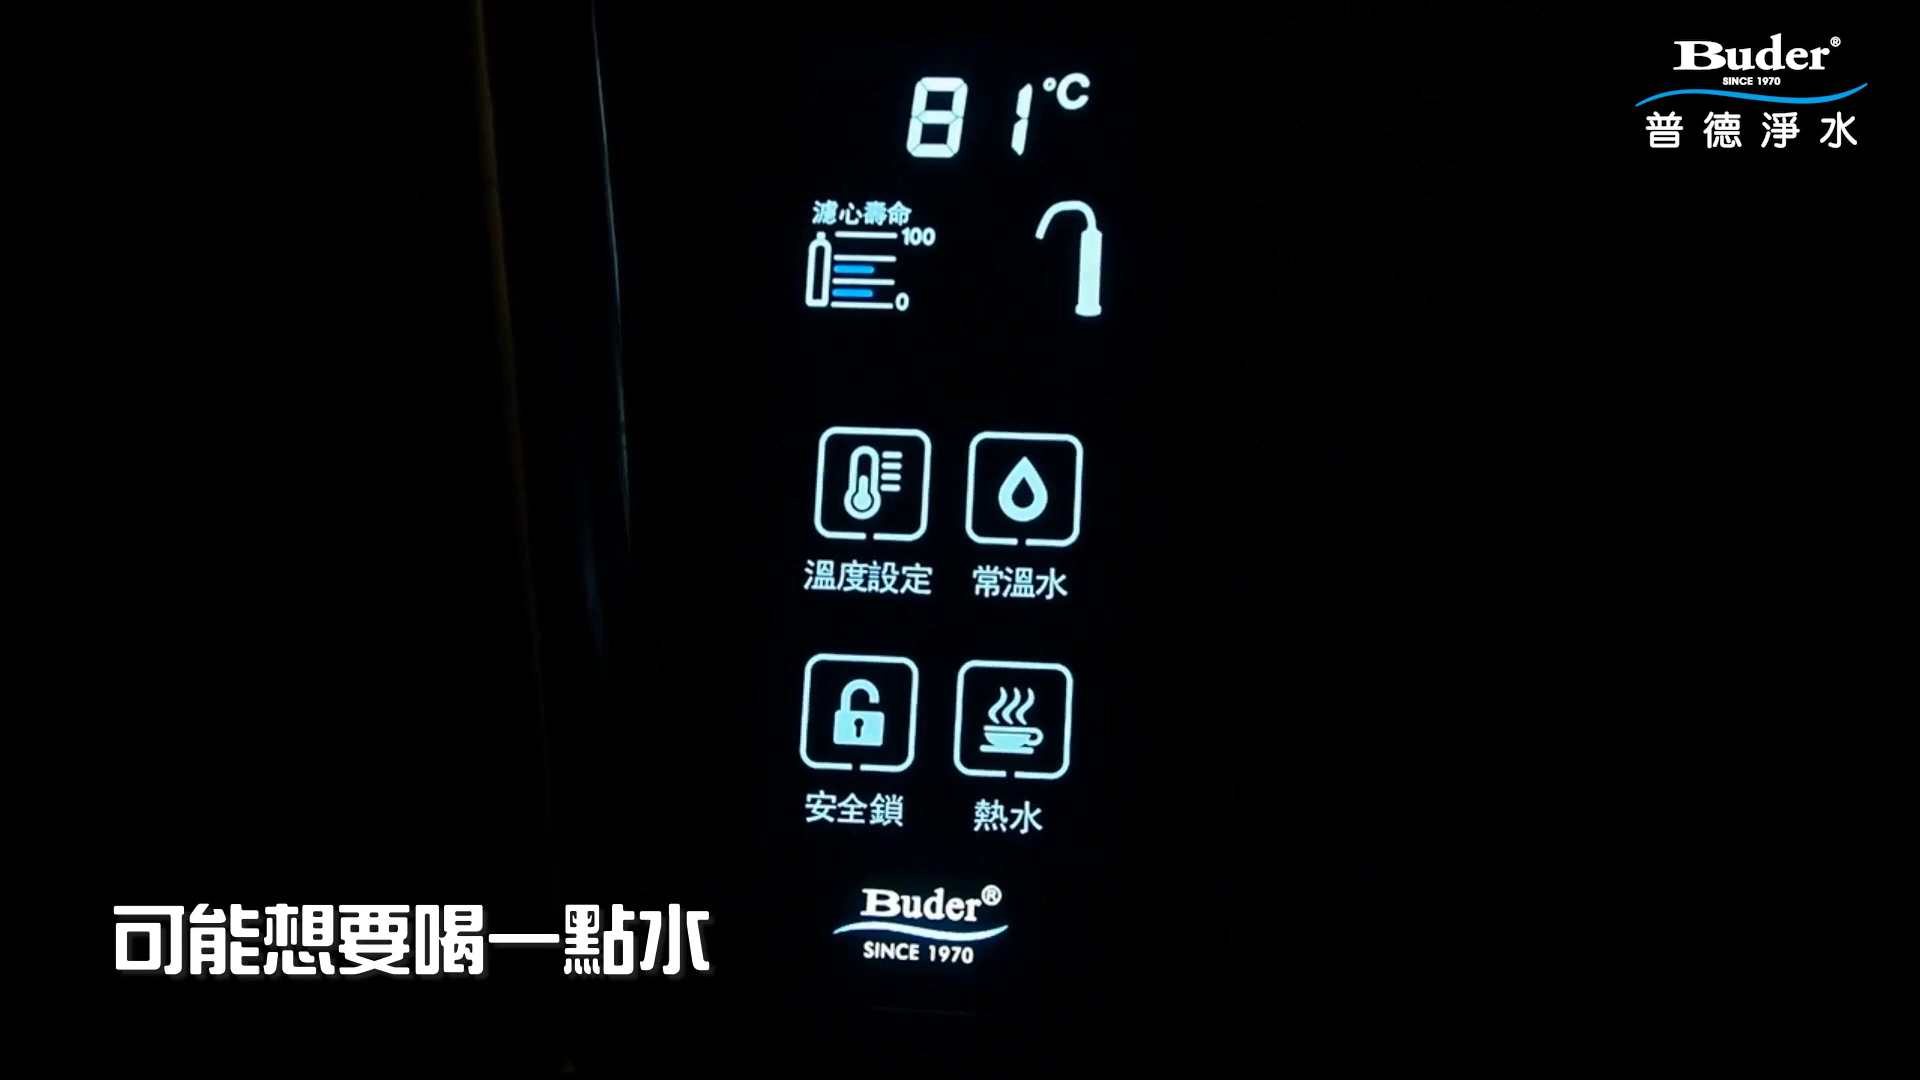 Buder®
SINCE 1970
普德淨水
81°C
濾心壽命
100
0
溫度設定
常溫水
安全鎖
熱水
Buder®
SINCE 1970
可能想要喝一點水